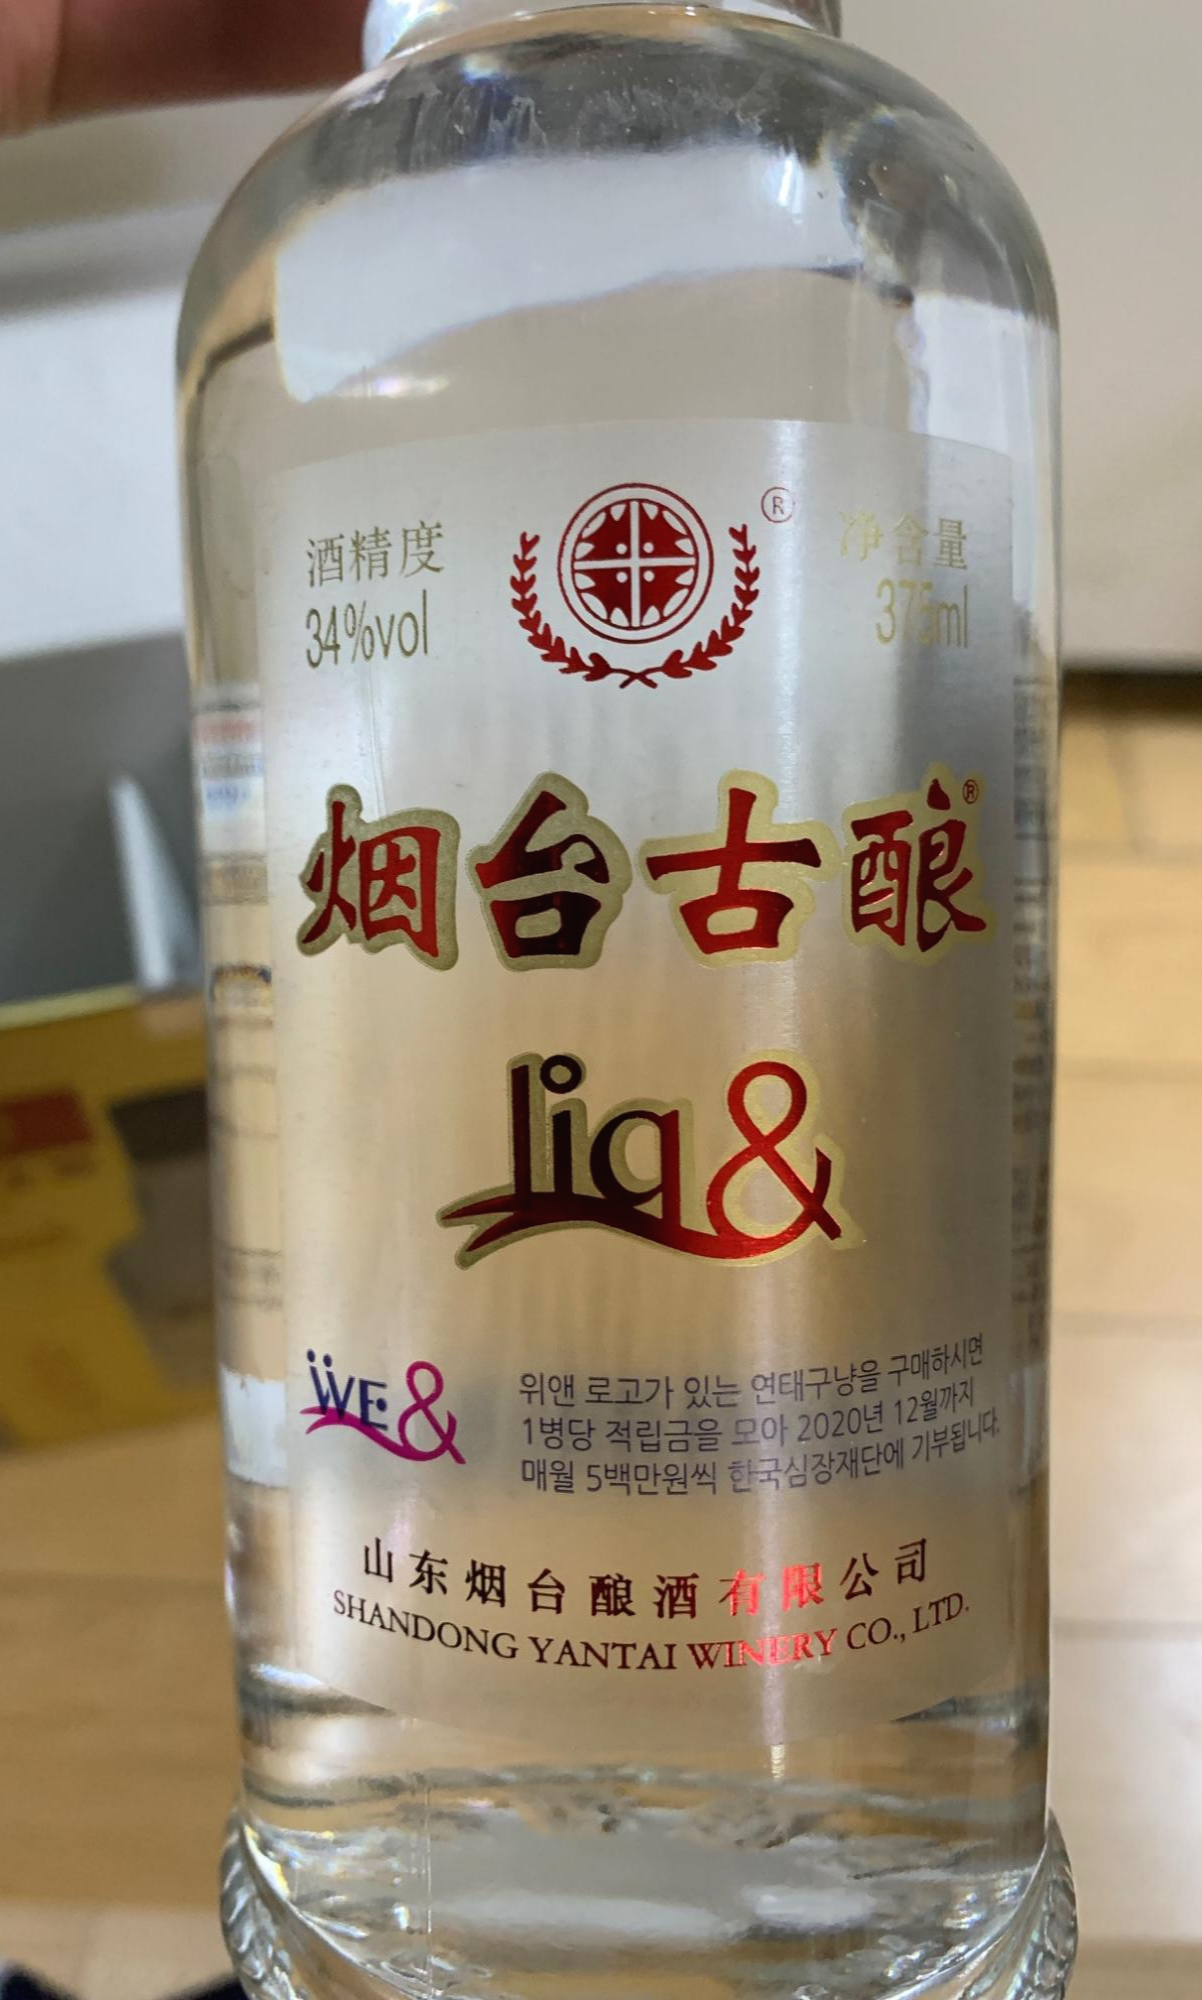 酒精度
34%vol
®
净含量
375ml
烟台古酿®
liq&
WE&
위앤 로고가 있는 연태구냥을 구매하시면
1병당 적립금을 모아 2020년 12월까지
매월 5백만원씩 한국심장재단에 기부됩니다.
山东烟台酿酒有限公司
SHANDONG YANTAI WINERY CO., LTD.